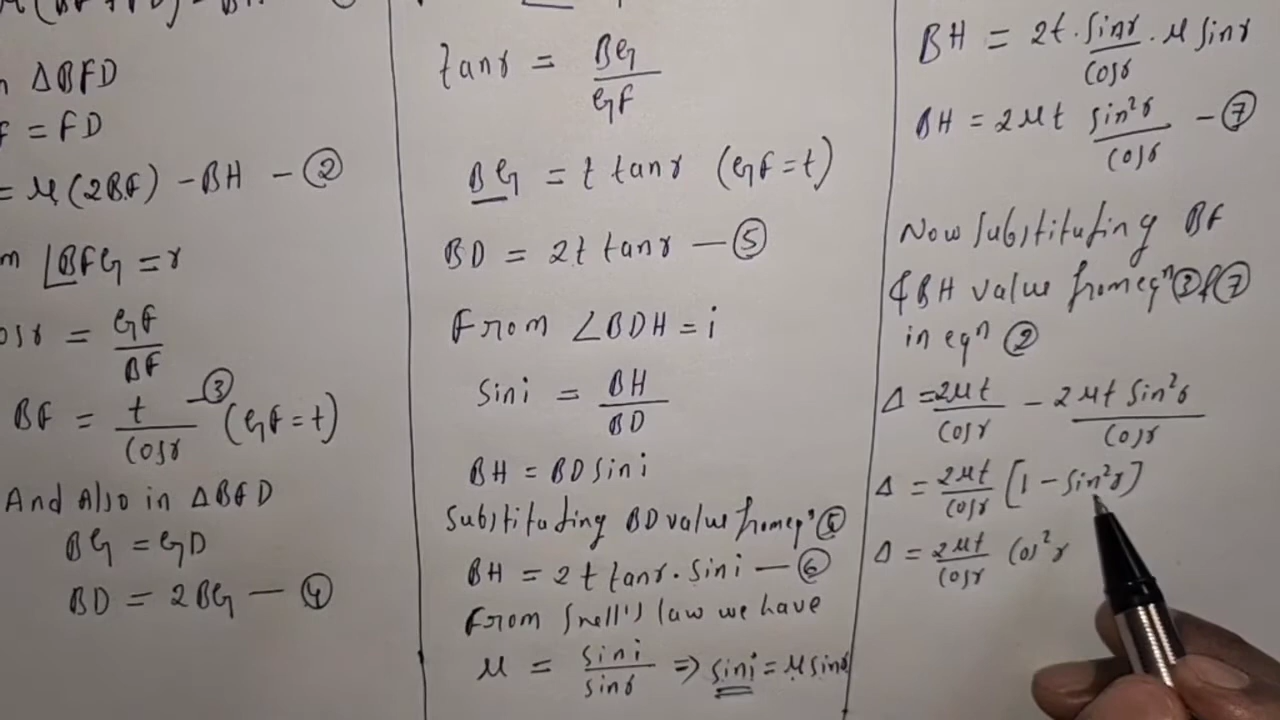 n ΔBFD
= FD
= μ(2BF) - BH - ②
m ∠BFG = r
cos r = GF/BF
BF = t/cos r - ③ (GF = t)
And Also in ΔBFD
BG = GD
BD = 2BG - ④
tan r = BG/GF
BG = t tan r (GF = t)
BD = 2t tan r - ⑤
From ∠BDH = i
Sin i = BH/BD
BH = BD Sin i
Substituting BD value from eqⁿ ⑤
BH = 2t tan r . Sin i - ⑥
From Snell's law we have
μ = Sin i/Sin r ⇒ Sin i = μ Sin r
BH = 2t . Sin r/cos r . μ Sin r
BH = 2μt Sin²r/cos r - ⑦
Now Substituting BF
& BH value from eqⁿ ③ & ⑦
in eqⁿ ②
Δ = 2μt/cos r - 2μt Sin²r/cos r
Δ = 2μt/cos r [1 - Sin²r]
Δ = 2μt/cos r cos²r